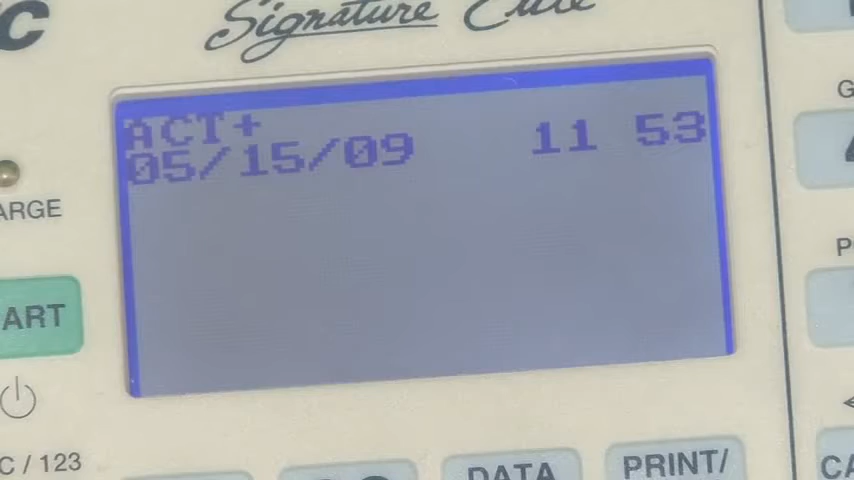 Signature Elite
ACT+
05/15/09 11 53
ARGE
ART
C / 123
DATA
PRINT/
G
P
CA